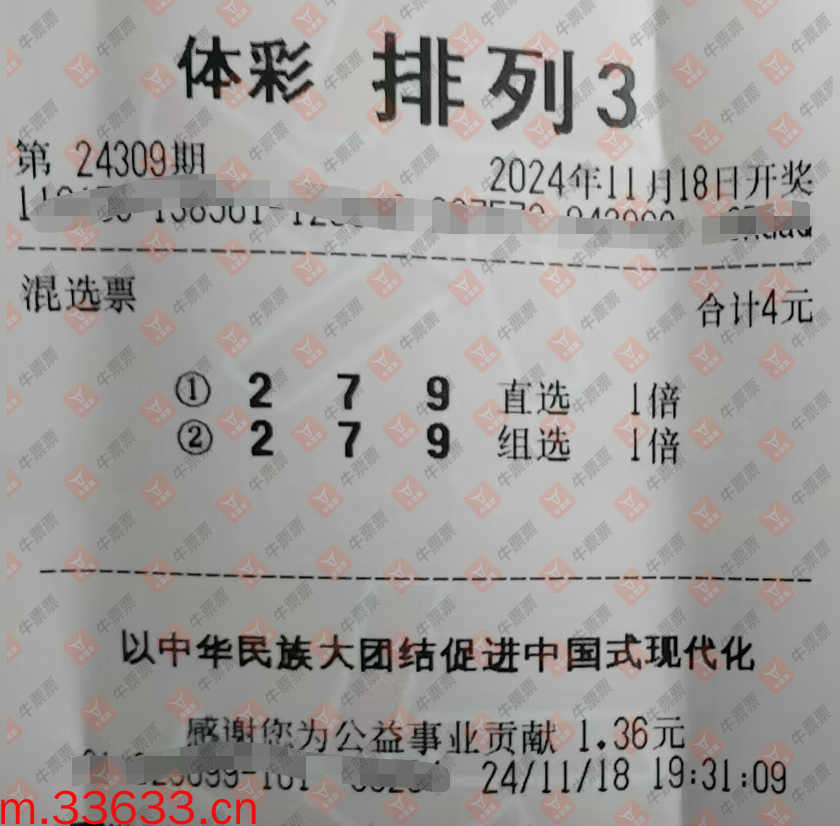 体彩 排列3
第 24309期 2024年11月18日开奖
混选票 合计4元
① 2 7 9 直选 1倍
② 2 7 9 组选 1倍
以中华民族大团结促进中国式现代化
感谢您为公益事业贡献 1.36元
24/11/18 19:31:09
m.33633.cn
牛票票